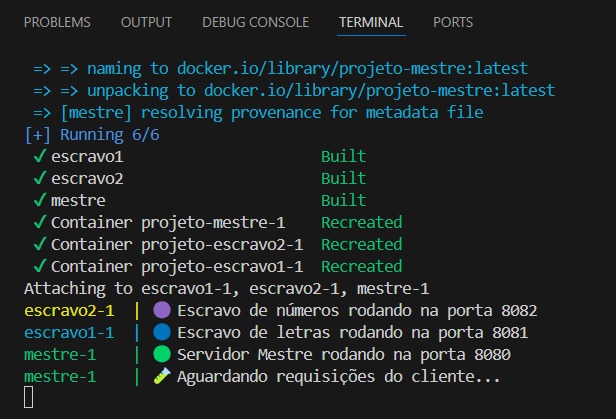 PROBLEMS OUTPUT DEBUG CONSOLE TERMINAL PORTS
=> => naming to docker.io/library/projeto-mestre:latest
=> => unpacking to docker.io/library/projeto-mestre:latest
=> [mestre] resolving provenance for metadata file
[+] Running 6/6
✔ escravo1 Built
✔ escravo2 Built
✔ mestre Built
✔ Container projeto-mestre-1 Recreated
✔ Container projeto-escravo2-1 Recreated
✔ Container projeto-escravo1-1 Recreated
Attaching to escravo1-1, escravo2-1, mestre-1
escravo2-1 | 🟣 Escravo de números rodando na porta 8082
escravo1-1 | 🔵 Escravo de letras rodando na porta 8081
mestre-1 | 🟢 Servidor Mestre rodando na porta 8080
mestre-1 | 🧪 Aguardando requisições do cliente...